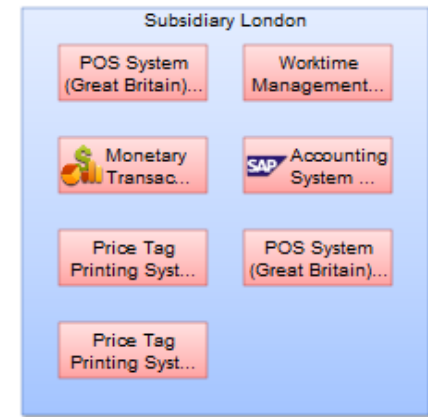 Subsidiary London
POS System
(Great Britain)...
Worktime
Management...
Monetary
Transac...
SAP
Accounting
System ...
Price Tag
Printing Syst...
POS System
(Great Britain)...
Price Tag
Printing Syst...